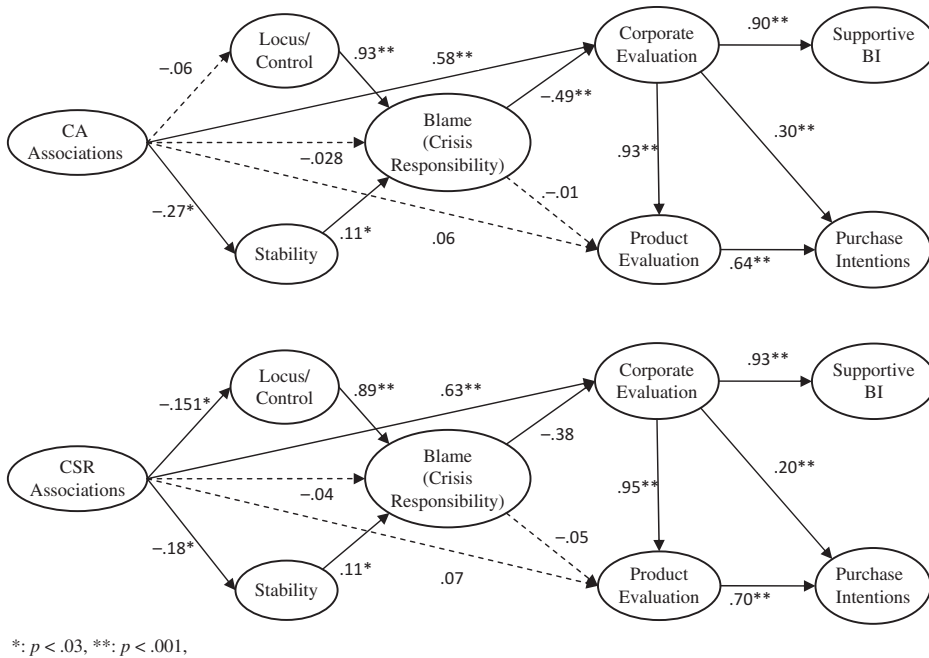 Locus/
Control
Corporate
Evaluation
Supportive
BI
.90**
.93**
.58**
–.06
–.49**
CA
Associations
Blame
(Crisis
Responsibility)
–.028
.93**
.30**
–.01
–.27*
.11*
.06
Stability
Product
Evaluation
.64**
Purchase
Intentions
Locus/
Control
Corporate
Evaluation
Supportive
BI
.93**
.89**
.63**
–.151*
–.38
CSR
Associations
Blame
(Crisis
Responsibility)
–.04
.95**
.20**
–.05
–.18*
.11*
.07
Stability
Product
Evaluation
.70**
Purchase
Intentions
*: p < .03, **: p < .001,